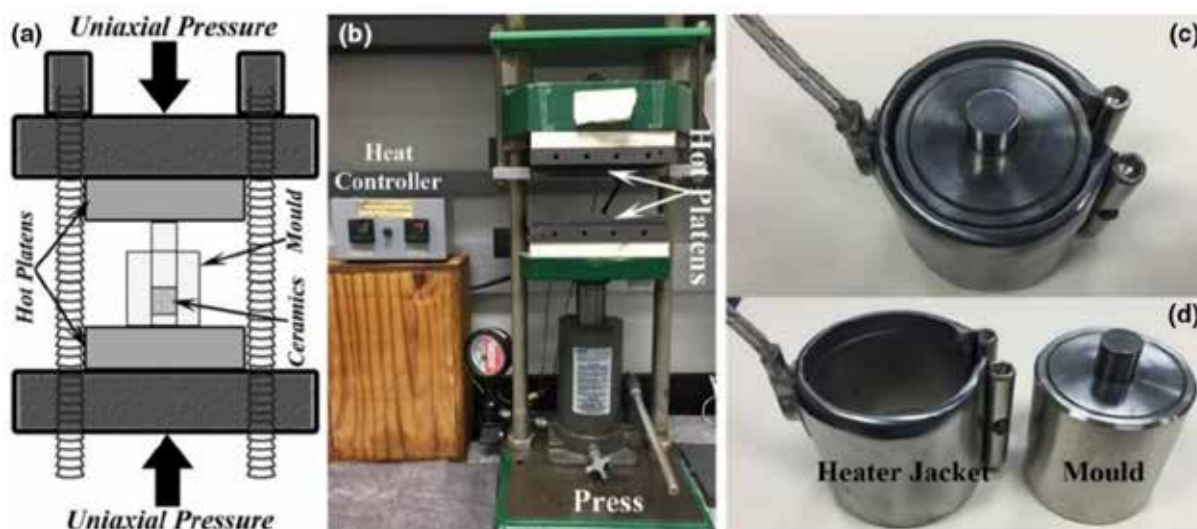 (a)
Uniaxial Pressure
Hot Platens
Mould
Ceramics
Uniaxial Pressure
(b)
Heat
Controller
Hot Platens
Press
(c)
(d)
Heater Jacket
Mould